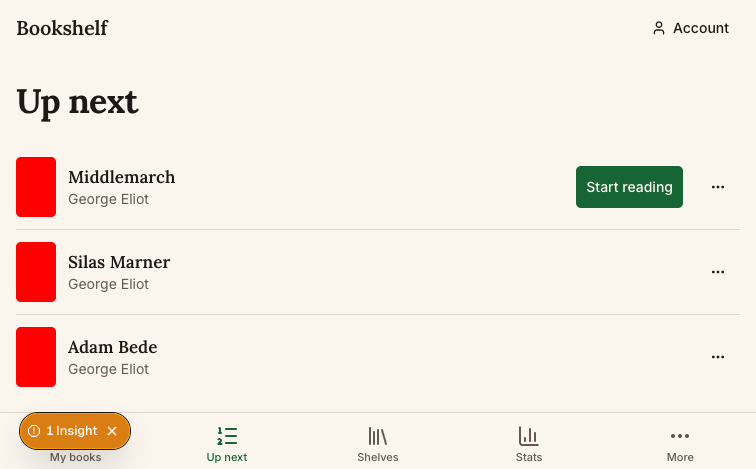 Bookshelf
Account
Up next
Middlemarch
George Eliot
Start reading
Silas Marner
George Eliot
Adam Bede
George Eliot
1 Insight
My books
Up next
Shelves
Stats
More